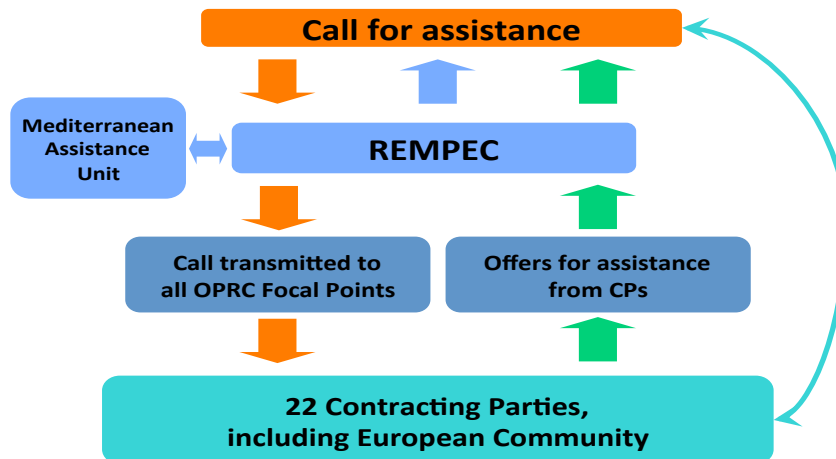 Call for assistance
Mediterranean
Assistance
Unit
REMPEC
Call transmitted to
all OPRC Focal Points
Offers for assistance
from CPs
22 Contracting Parties,
including European Community